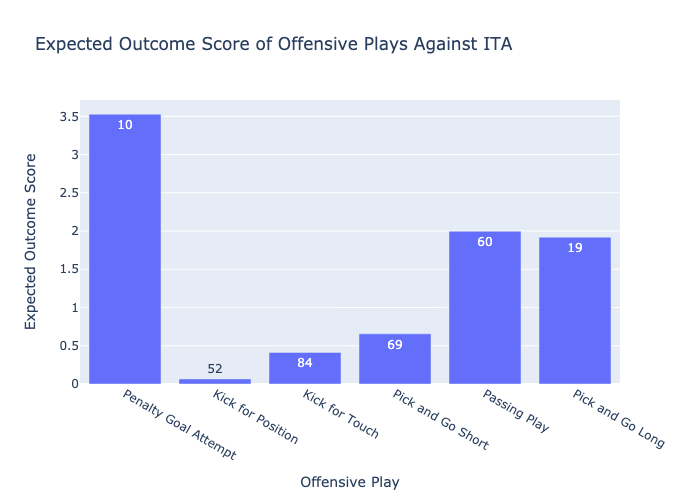 Expected Outcome Score of Offensive Plays Against ITA
Expected Outcome Score
3.5
3
2.5
2
1.5
1
0.5
0
10
52
84
69
60
19
Penalty Goal Attempt
Kick for Position
Kick for Touch
Pick and Go Short
Passing Play
Pick and Go Long
Offensive Play